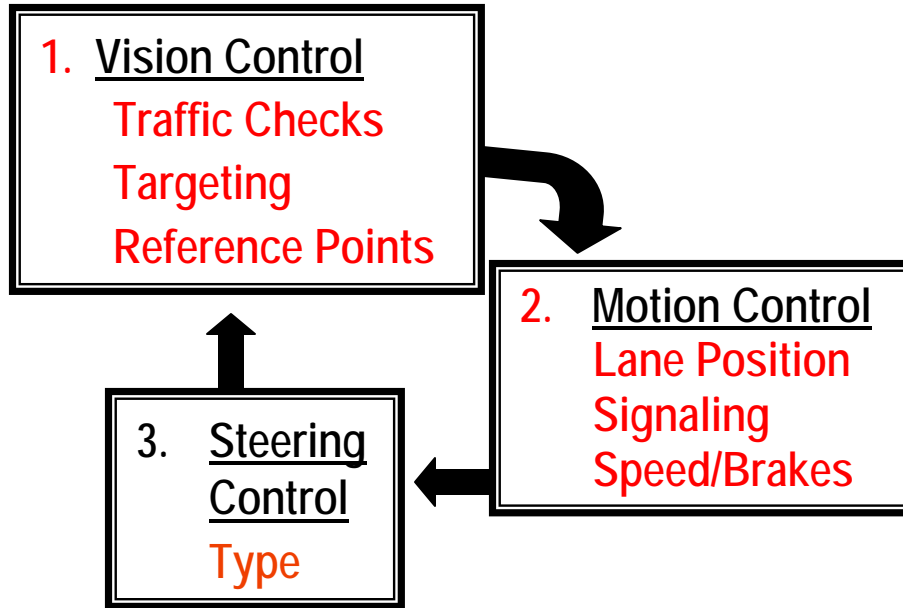 1. Vision Control
Traffic Checks
Targeting
Reference Points
2. Motion Control
Lane Position
Signaling
Speed/Brakes
3. Steering
Control
Type